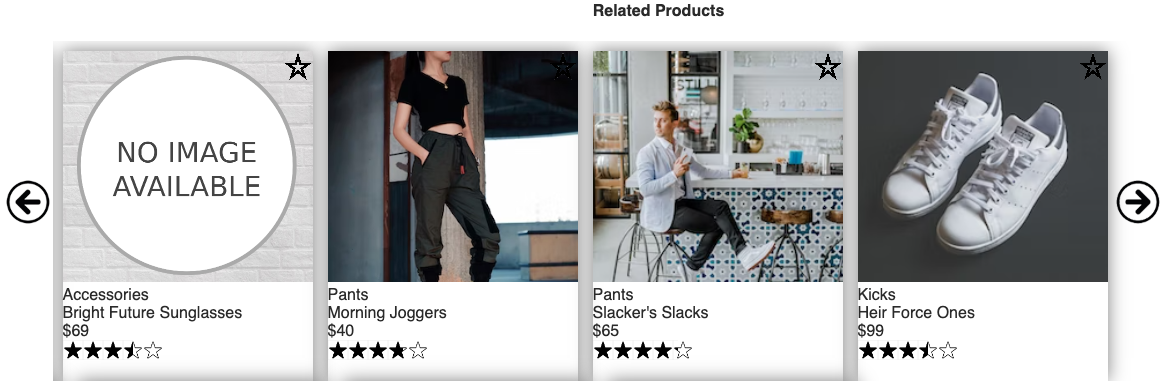 Related Products
NO IMAGE
AVAILABLE
Accessories
Bright Future Sunglasses
$69
Pants
Morning Joggers
$40
Pants
Slacker's Slacks
$65
Kicks
Heir Force Ones
$99